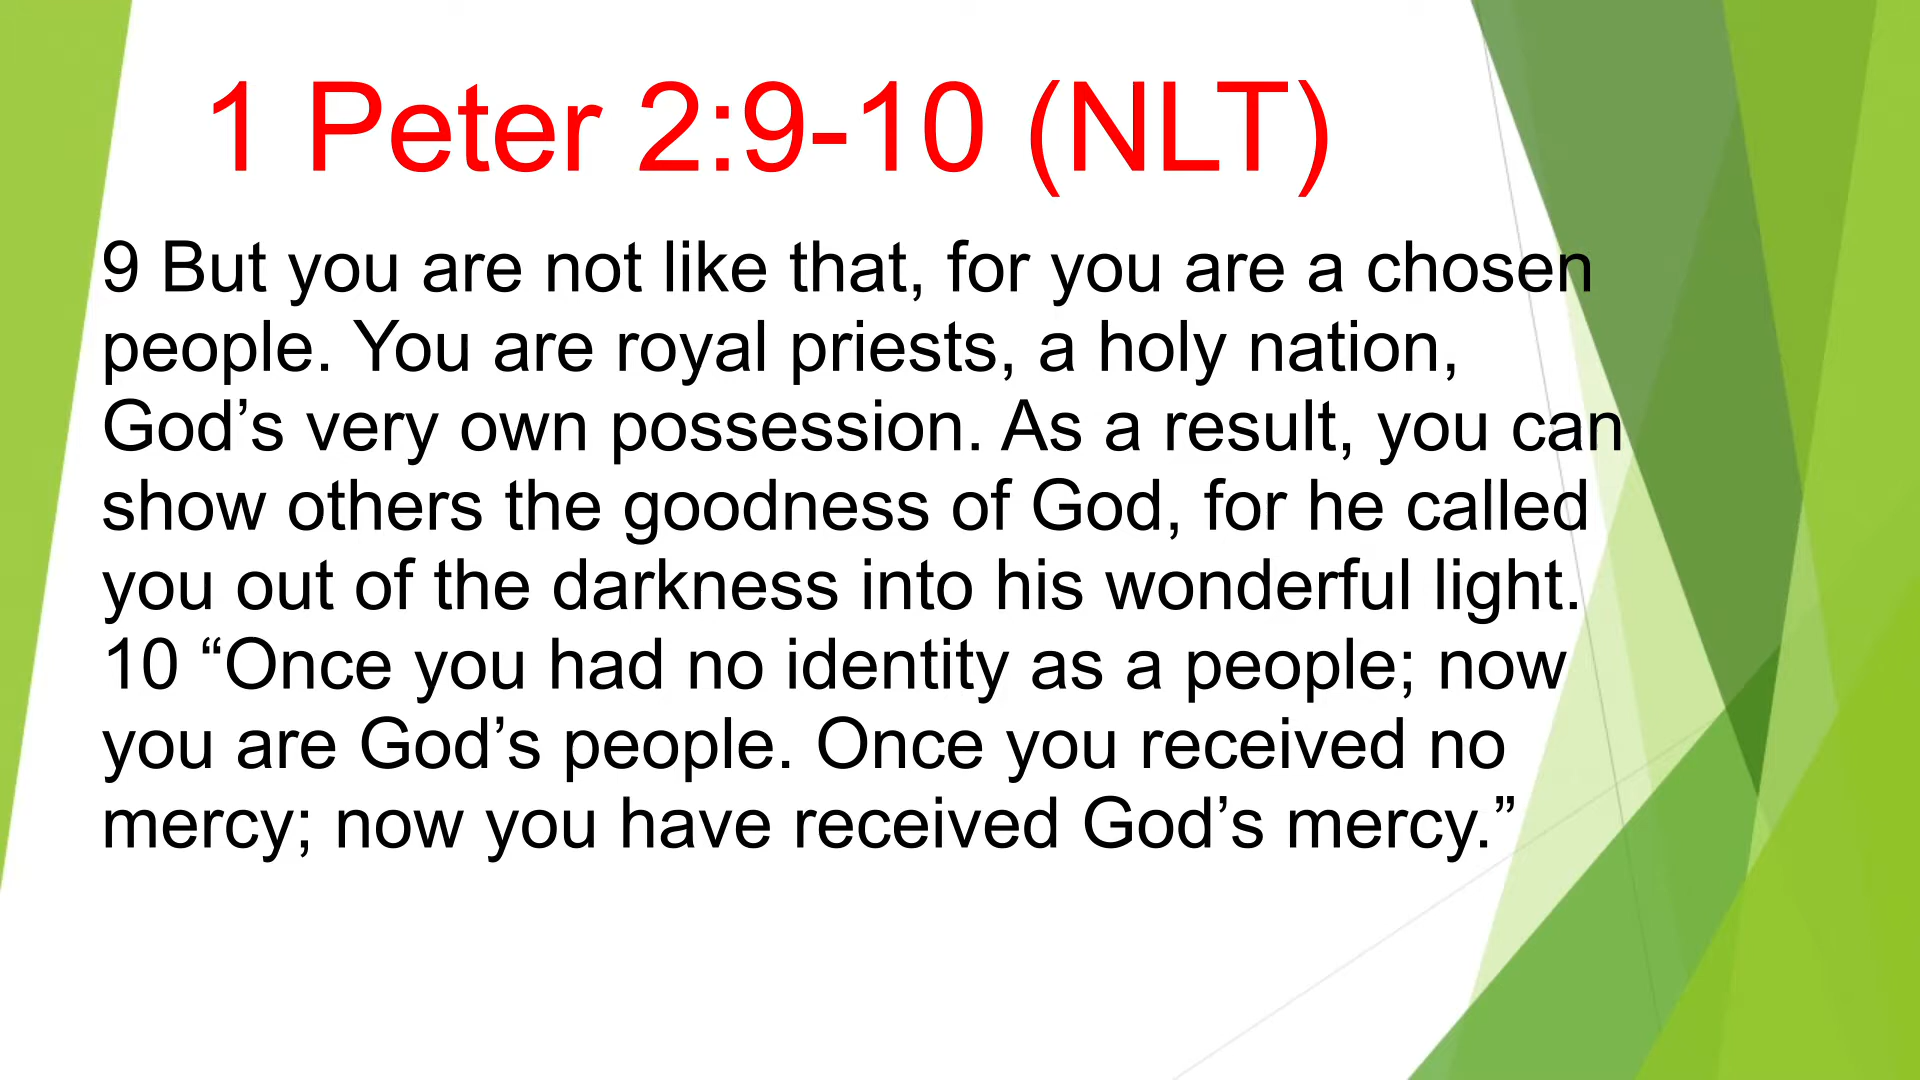 1 Peter 2:9-10 (NLT)
9 But you are not like that, for you are a chosen
people. You are royal priests, a holy nation,
God’s very own possession. As a result, you can
show others the goodness of God, for he called
you out of the darkness into his wonderful light.
10 “Once you had no identity as a people; now
you are God’s people. Once you received no
mercy; now you have received God’s mercy.”